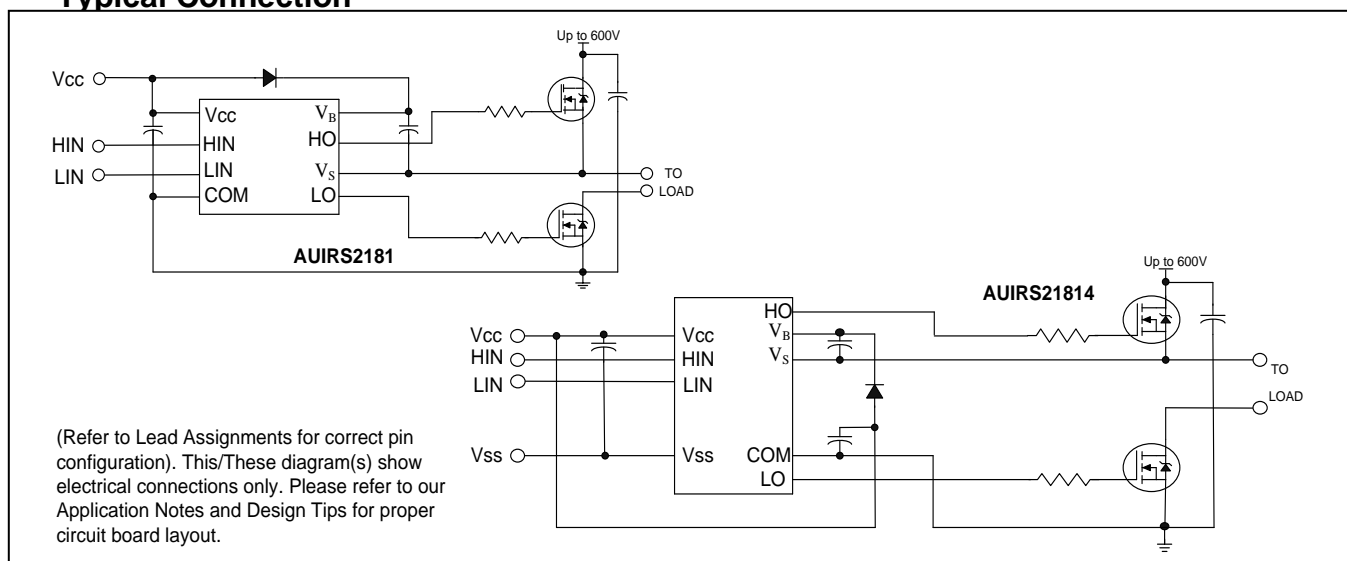 Typical Connection
Up to 600V
Vcc
Vcc
VB
HIN
HIN
HO
LIN
LIN
VS
TO
COM
LO
LOAD
AUIRS2181
Up to 600V
AUIRS21814
HO
Vcc
Vcc
VB
HIN
HIN
VS
TO
LIN
LIN
LOAD
Vss
Vss
COM
LO
(Refer to Lead Assignments for correct pin
configuration). This/These diagram(s) show
electrical connections only. Please refer to our
Application Notes and Design Tips for proper
circuit board layout.